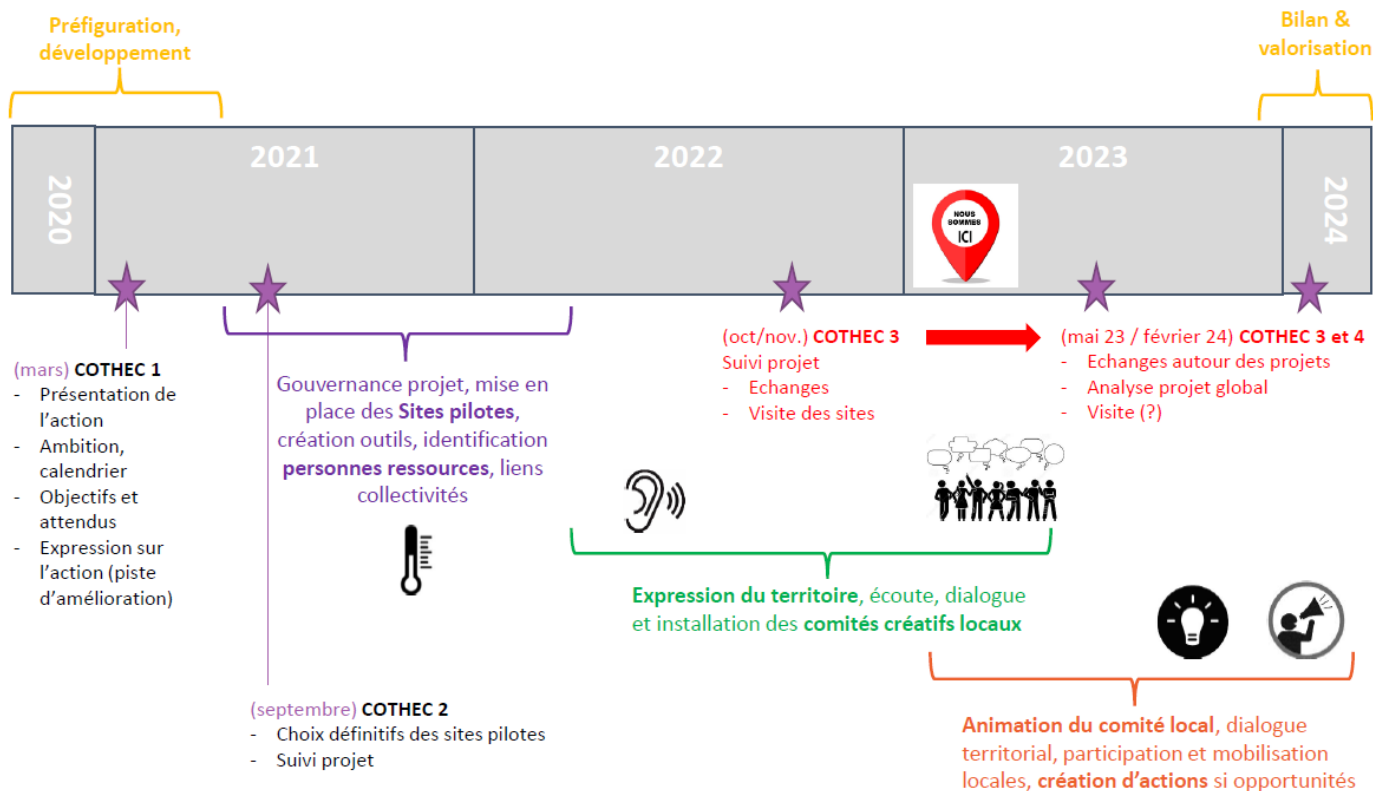 Préfiguration,
développement
Bilan &
valorisation
2020
2021
2022
2023
2024
NOUS
SOMMES
ICI
(mars) COTHEC 1
- Présentation de
l'action
- Ambition,
calendrier
- Objectifs et
attendus
- Expression sur
l'action (piste
d'amélioration)
Gouvernance projet, mise en
place des Sites pilotes,
création outils, identification
personnes ressources, liens
collectivités
(oct/nov.) COTHEC 3
Suivi projet
- Echanges
- Visite des sites
(mai 23 / février 24) COTHEC 3 et 4
- Echanges autour des projets
- Analyse projet global
- Visite (?)
Expression du territoire, écoute, dialogue
et installation des comités créatifs locaux
(septembre) COTHEC 2
- Choix définitifs des sites pilotes
- Suivi projet
Animation du comité local, dialogue
territorial, participation et mobilisation
locales, création d'actions si opportunités